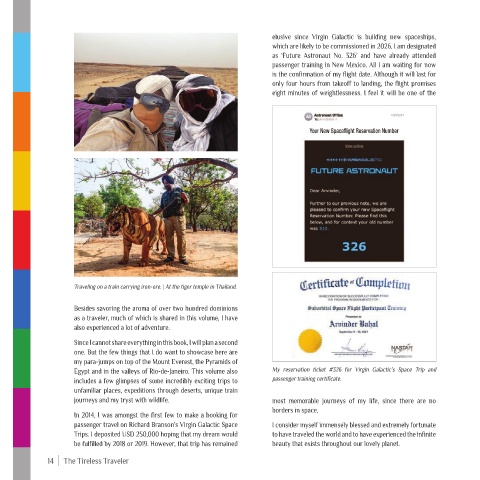 Traveling on a train carrying iron-ore. | At the tiger temple in Thailand.
Besides savoring the aroma of over two hundred dominions
as a traveler, much of which is shared in this volume, I have
also experienced a lot of adventure.
Since I cannot share everything in this book, I will plan a second
one. But the few things that I do want to showcase here are
my para-jumps on top of the Mount Everest, the Pyramids of
Egypt and in the valleys of Rio-de-Janeiro. This volume also
includes a few glimpses of some incredibly exciting trips to
unfamiliar places, expeditions through deserts, unique train
journeys and my tryst with wildlife.
In 2014, I was amongst the first few to make a booking for
passenger travel on Richard Branson's Virgin Galactic Space
Trips. I deposited USD 250,000 hoping that my dream would
be fulfilled by 2018 or 2019. However, that trip has remained
elusive since Virgin Galactic is building new spaceships,
which are likely to be commissioned in 2026. I am designated
as 'Future Astronaut No. 326' and have already attended
passenger training in New Mexico. All I am waiting for now
is the confirmation of my flight date. Although it will last for
only four hours from takeoff to landing, the flight promises
eight minutes of weightlessness. I feel it will be one of the
Astronaut Office
Your New Spaceflight Reservation Number
FUTURE ASTRONAUT
Dear Arvinder,
Further to our previous note, we are
pleased to confirm your new Spaceflight
Reservation Number. Please find this
below, and for context your old number
was
326
Certificate of Completion
Suborbital Space Flight Participant Training
Presented to
Arvinder Bahal
NASTAR
My reservation ticket #326 for Virgin Galactic's Space Trip and
passenger training certificate.
most memorable journeys of my life, since there are no
borders in space.
I consider myself immensely blessed and extremely fortunate
to have traveled the world and to have experienced the infinite
beauty that exists throughout our lovely planet.
14 | The Tireless Traveler